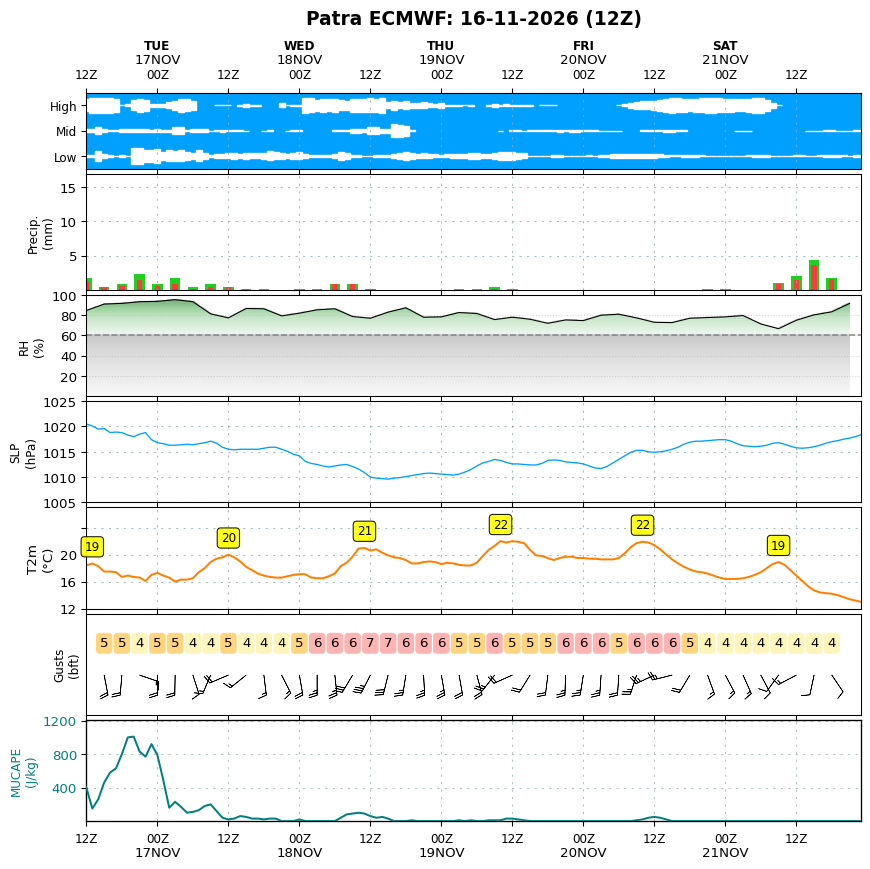 Patra ECMWF: 16-11-2026 (12Z)
TUE WED THU FRI SAT
17NOV 18NOV 19NOV 20NOV 21NOV
12Z 00Z 12Z 00Z 12Z 00Z 12Z 00Z 12Z 00Z 12Z
High
Mid
Low
Precip.
(mm)
15
10
5
RH
(%)
100
80
60
40
20
SLP
(hPa)
1025
1020
1015
1010
1005
T2m
(°C)
20
16
12
19 20 21 22 22 19
Gusts
(bft)
5 5 4 5 5 4 4 5 4 4 4 5 6 6 6 7 7 6 6 6 5 5 6 5 5 5 6 6 6 5 6 6 6 5 4 4 4 4 4 4 4 4
MUCAPE
(J/kg)
1200
800
400
12Z 00Z 12Z 00Z 12Z 00Z 12Z 00Z 12Z 00Z 12Z
17NOV 18NOV 19NOV 20NOV 21NOV